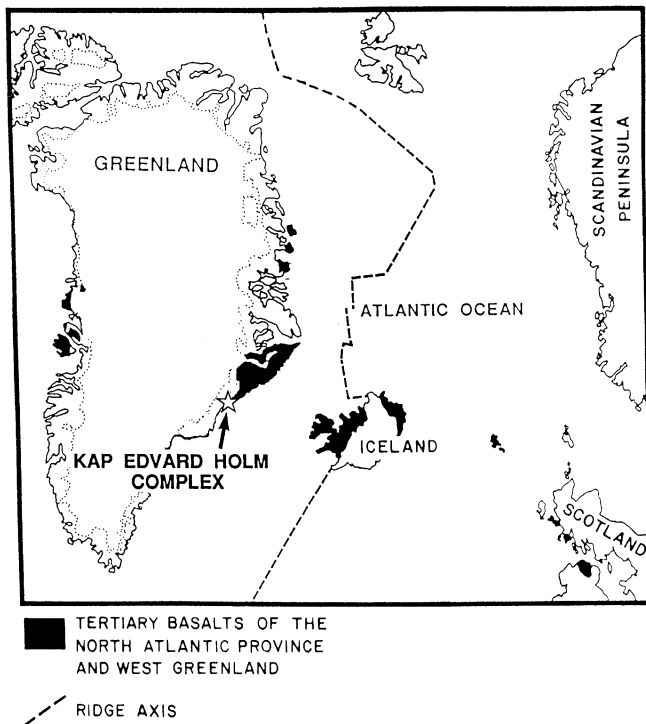 GREENLAND
SCANDINAVIAN
PENINSULA
ATLANTIC OCEAN
KAP EDVARD HOLM
COMPLEX
ICELAND
SCOTLAND
TERTIARY BASALTS OF THE
NORTH ATLANTIC PROVINCE
AND WEST GREENLAND
RIDGE AXIS